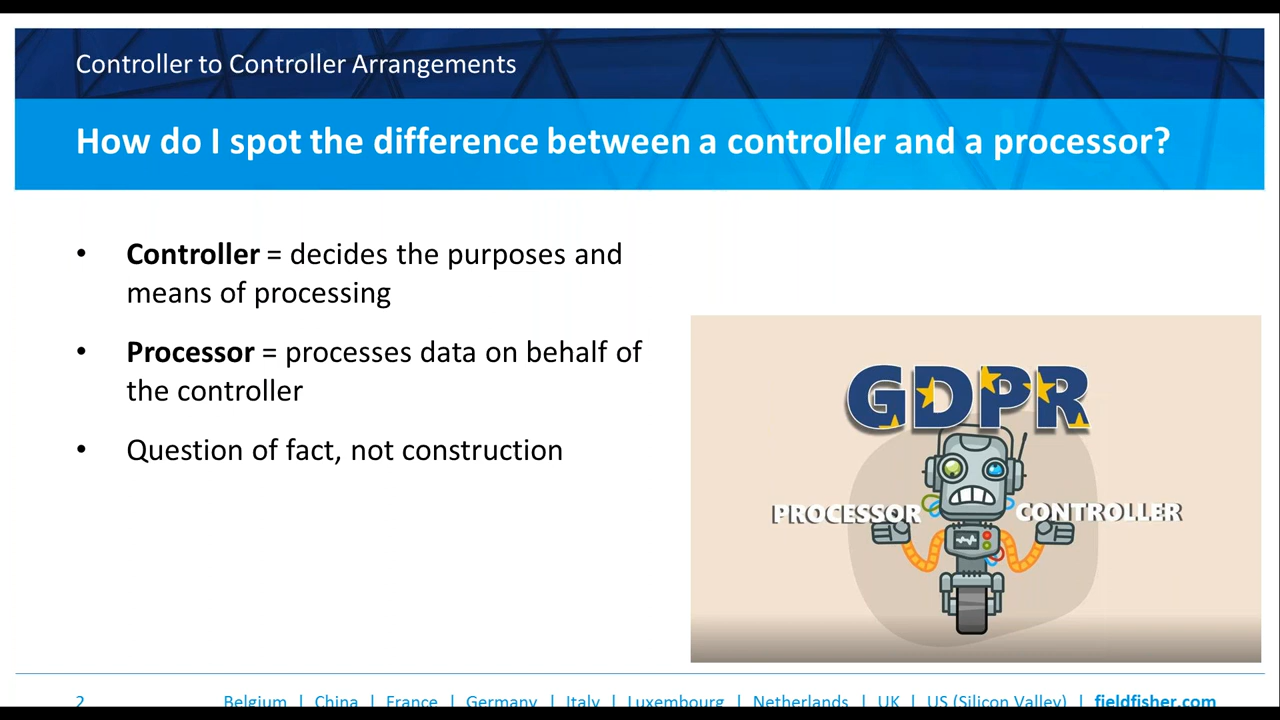 Controller to Controller Arrangements
How do I spot the difference between a controller and a processor?
• Controller = decides the purposes and
means of processing
• Processor = processes data on behalf of
the controller
• Question of fact, not construction
GDPR
PROCESSOR CONTROLLER
2 Belgium | China | France | Germany | Italy | Luxembourg | Netherlands | UK | US (Silicon Valley) | fieldfisher.com